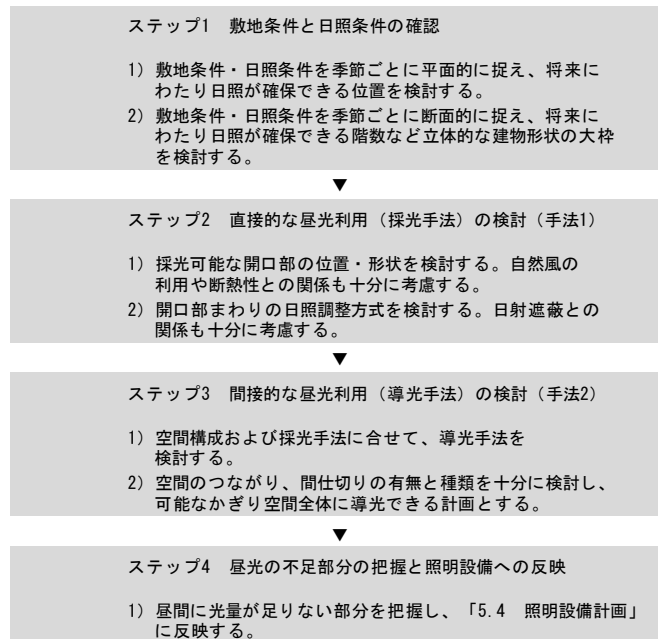 ステップ1　敷地条件と日照条件の確認
1) 敷地条件・日照条件を季節ごとに平面的に捉え、将来に
わたり日照が確保できる位置を検討する。
2) 敷地条件・日照条件を季節ごとに断面的に捉え、将来に
わたり日照が確保できる階数など立体的な建物形状の大枠
を検討する。
▼
ステップ2　直接的な昼光利用（採光手法）の検討（手法1）
1) 採光可能な開口部の位置・形状を検討する。自然風の
利用や断熱性との関係も十分に考慮する。
2) 開口部まわりの日照調整方式を検討する。日射遮蔽との
関係も十分に考慮する。
▼
ステップ3　間接的な昼光利用（導光手法）の検討（手法2）
1) 空間構成および採光手法に合せて、導光手法を
検討する。
2) 空間のつながり、間仕切りの有無と種類を十分に検討し、
可能なかぎり空間全体に導光できる計画とする。
▼
ステップ4　昼光の不足部分の把握と照明設備への反映
1) 昼間に光量が足りない部分を把握し、「5.4　照明設備計画」
に反映する。